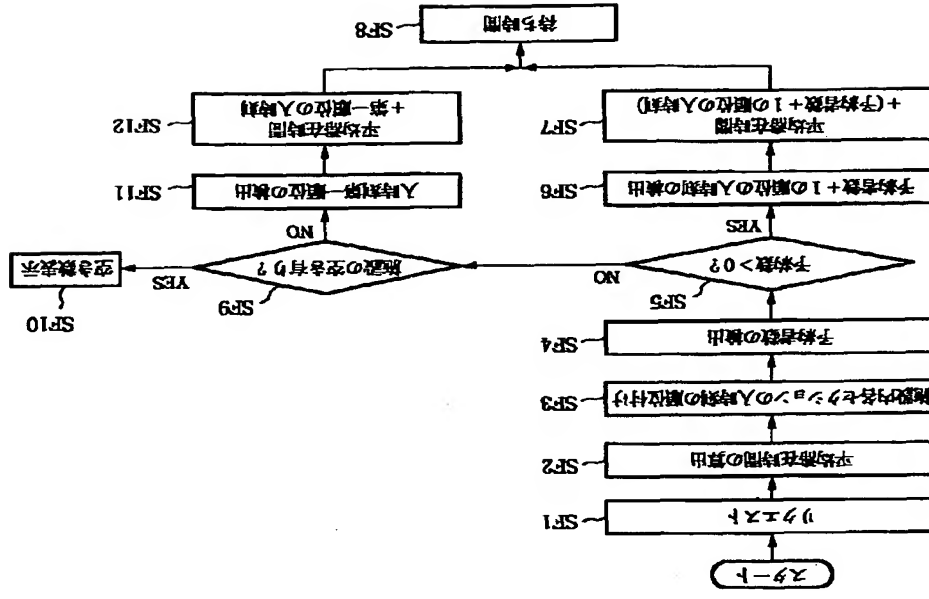 スタート
SF1
リクエスト
SF2
平均滞在時間の算出
SF3
施設内各セクションの入時刻の順位付け
SF4
予約者数の検出
SF5
予約数>0?
YES
NO
SF6
予約者数+1の順位の入時刻の検出
SF7
平均滞在時間
+(予約者数+1の順位の入時刻)
SF9
施設の空き有り?
YES
NO
SF10
空き数表示
SF11
入時刻第一順位の検出
SF12
平均滞在時間
+第一順位の入時刻
SF8
待ち時間